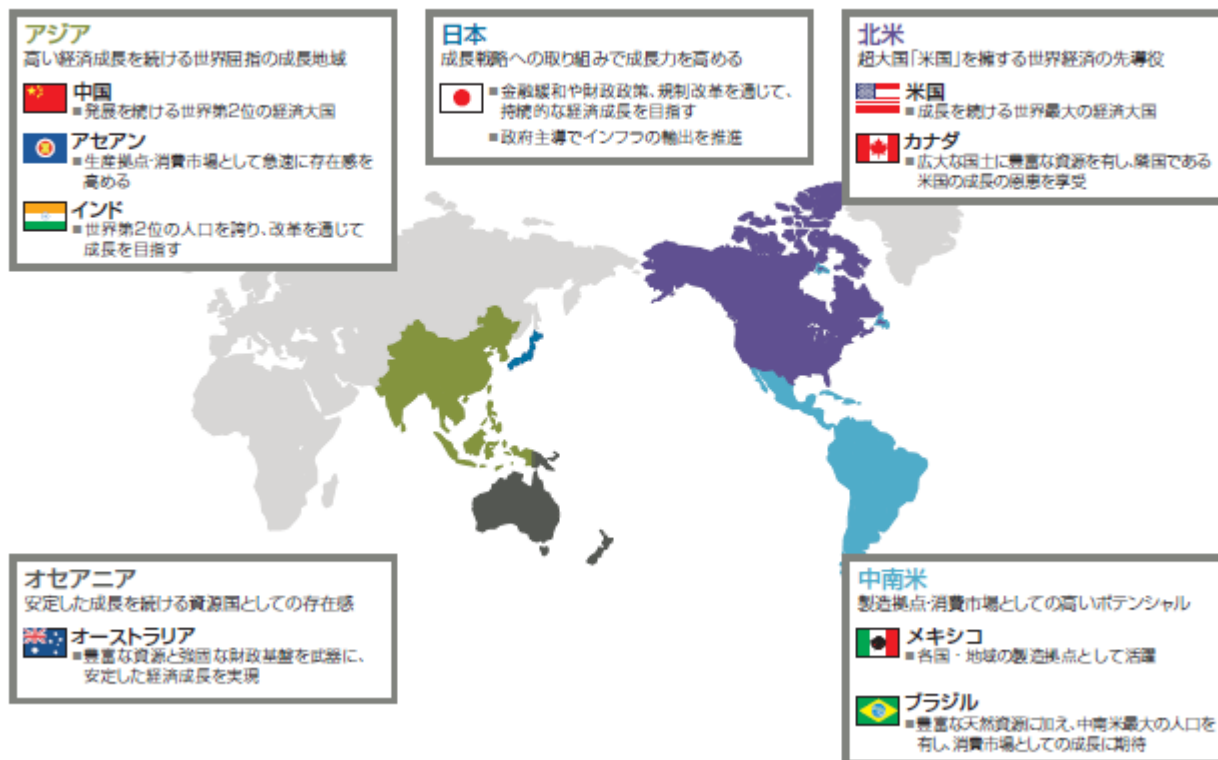 アジア
高い経済成長を続ける世界屈指の成長地域
中国
■発展を続ける世界第2位の経済大国
アセアン
■生産拠点・消費市場として急速に存在感を
高める
インド
■世界第2位の人口を誇り、改革を通じて
成長を目指す
日本
成長戦略への取り組みで成長力を高める
■金融緩和や財政政策、規制改革を通じて、
持続的な経済成長を目指す
■政府主導でインフラの輸出を推進
北米
超大国「米国」を擁する世界経済の先導役
米国
■成長を続ける世界最大の経済大国
カナダ
■広大な国土に豊富な資源を有し、隣国である
米国の成長の恩恵を享受
オセアニア
安定した成長を続ける資源国としての存在感
オーストラリア
■豊富な資源と強固な財政基盤を武器に、
安定した経済成長を実現
中南米
製造拠点・消費市場としての高いポテンシャル
メキシコ
■各国・地域の製造拠点として活躍
ブラジル
■豊富な天然資源に加え、中南米最大の人口を
有し、消費市場としての成長に期待